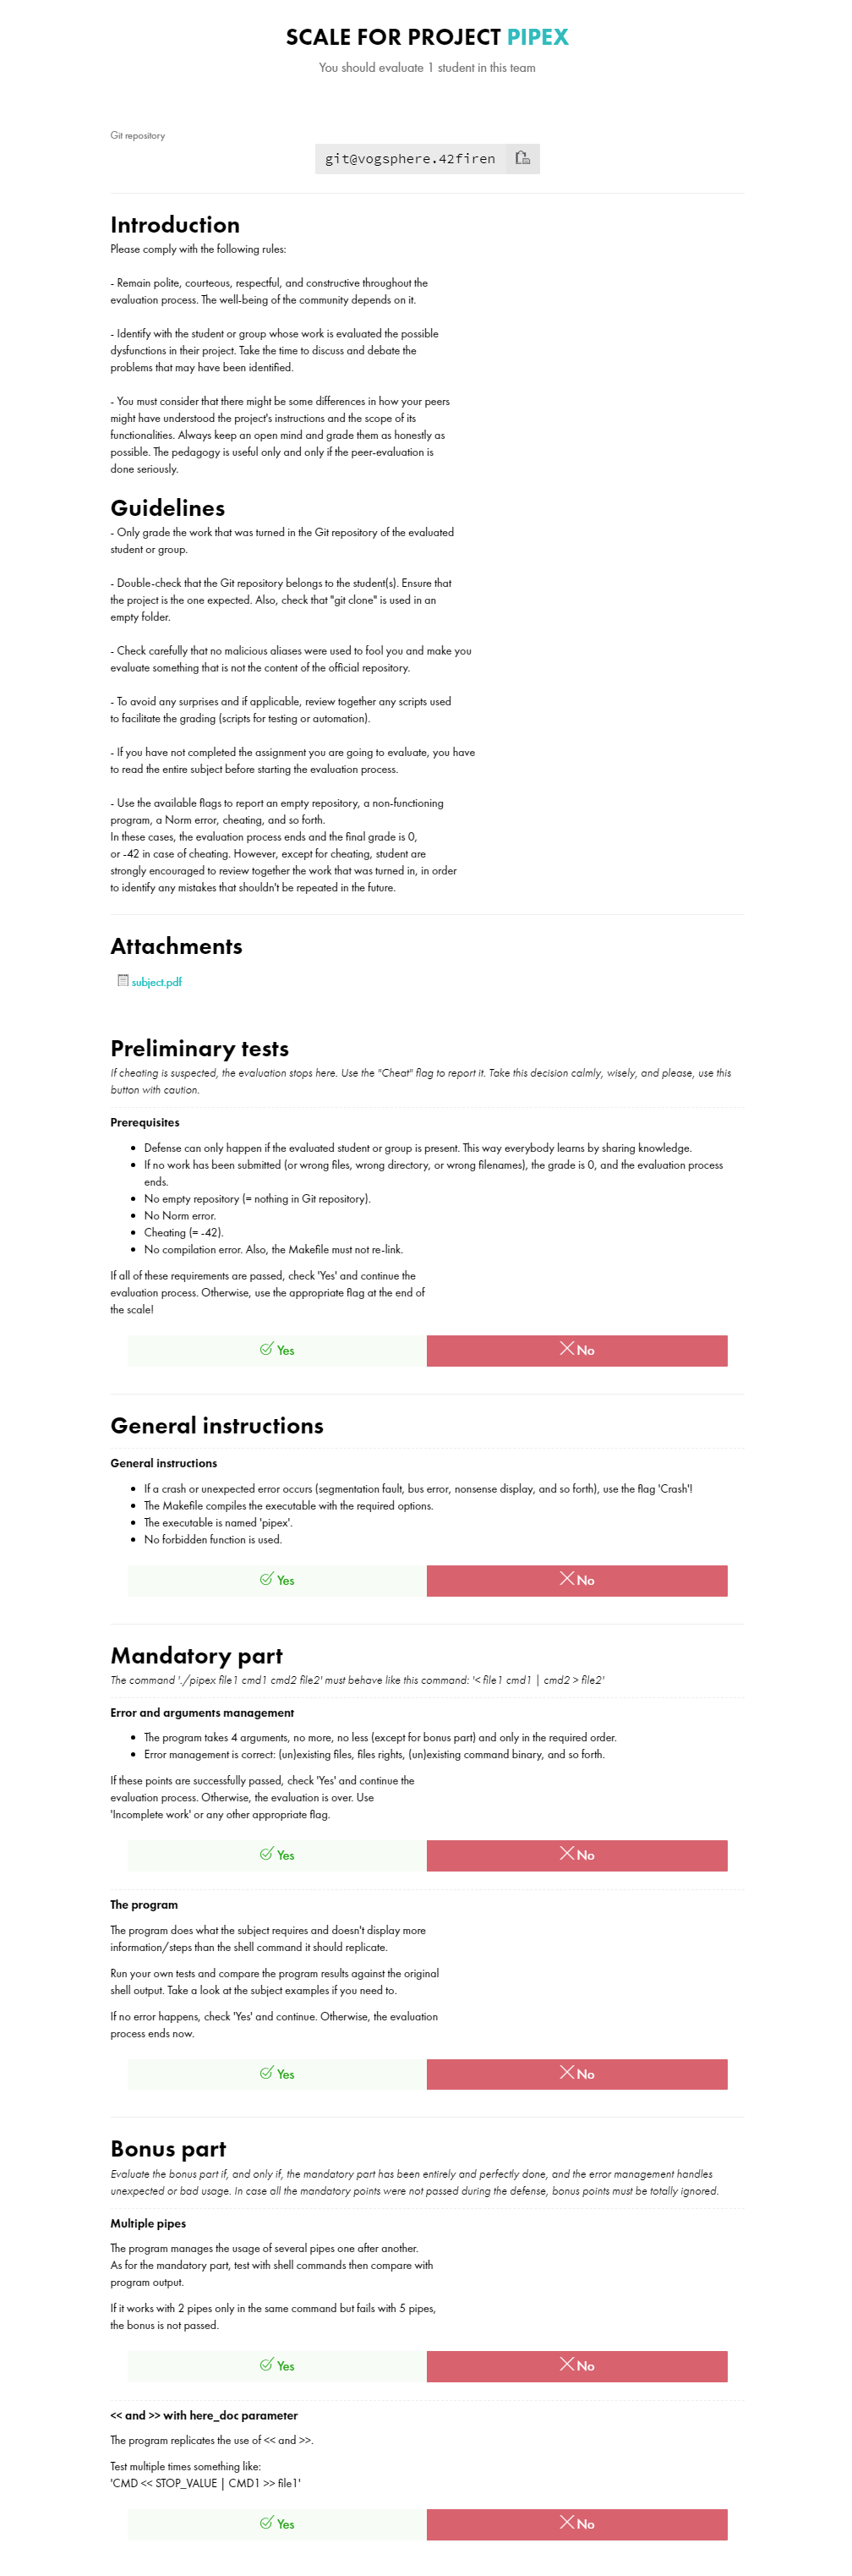 SCALE FOR PROJECT PIPEX
You should evaluate 1 student in this team
Git repository
git@vogsphere.42firen
Introduction
Please comply with the following rules:
- Remain polite, courteous, respectful, and constructive throughout the
evaluation process. The well-being of the community depends on it.
- Identify with the student or group whose work is evaluated the possible
dysfunctions in their project. Take the time to discuss and debate the
problems that may have been identified.
- You must consider that there might be some differences in how your peers
might have understood the project's instructions and the scope of its
functionalities. Always keep an open mind and grade them as honestly as
possible. The pedagogy is useful only and only if the peer-evaluation is
done seriously.
Guidelines
- Only grade the work that was turned in the Git repository of the evaluated
student or group.
- Double-check that the Git repository belongs to the student(s). Ensure that
the project is the one expected. Also, check that "git clone" is used in an
empty folder.
- Check carefully that no malicious aliases were used to fool you and make you
evaluate something that is not the content of the official repository.
- To avoid any surprises and if applicable, review together any scripts used
to facilitate the grading (scripts for testing or automation).
- If you have not completed the assignment you are going to evaluate, you have
to read the entire subject before starting the evaluation process.
- Use the available flags to report an empty repository, a non-functioning
program, a Norm error, cheating, and so forth.
In these cases, the evaluation process ends and the final grade is 0,
or -42 in case of cheating. However, except for cheating, student are
strongly encouraged to review together the work that was turned in, in order
to identify any mistakes that shouldn't be repeated in the future.
Attachments
subject.pdf
Preliminary tests
If cheating is suspected, the evaluation stops here. Use the "Cheat" flag to report it. Take this decision calmly, wisely, and please, use this
button with caution.
Prerequisites
• Defense can only happen if the evaluated student or group is present. This way everybody learns by sharing knowledge.
• If no work has been submitted (or wrong files, wrong directory, or wrong filenames), the grade is 0, and the evaluation process
ends.
• No empty repository (= nothing in Git repository).
• No Norm error.
• Cheating (= -42).
• No compilation error. Also, the Makefile must not re-link.
If all of these requirements are passed, check 'Yes' and continue the
evaluation process. Otherwise, use the appropriate flag at the end of
the scale!
Yes No
General instructions
General instructions
• If a crash or unexpected error occurs (segmentation fault, bus error, nonsense display, and so forth), use the flag 'Crash'!
• The Makefile compiles the executable with the required options.
• The executable is named 'pipex'.
• No forbidden function is used.
Yes No
Mandatory part
The command './pipex file1 cmd1 cmd2 file2' must behave like this command: '< file1 cmd1 | cmd2 > file2'
Error and arguments management
• The program takes 4 arguments, no more, no less (except for bonus part) and only in the required order.
• Error management is correct: (un)existing files, files rights, (un)existing command binary, and so forth.
If these points are successfully passed, check 'Yes' and continue the
evaluation process. Otherwise, the evaluation is over. Use
'Incomplete work' or any other appropriate flag.
Yes No
The program
The program does what the subject requires and doesn't display more
information/steps than the shell command it should replicate.
Run your own tests and compare the program results against the original
shell output. Take a look at the subject examples if you need to.
If no error happens, check 'Yes' and continue. Otherwise, the evaluation
process ends now.
Yes No
Bonus part
Evaluate the bonus part if, and only if, the mandatory part has been entirely and perfectly done, and the error management handles
unexpected or bad usage. In case all the mandatory points were not passed during the defense, bonus points must be totally ignored.
Multiple pipes
The program manages the usage of several pipes one after another.
As for the mandatory part, test with shell commands then compare with
program output.
If it works with 2 pipes only in the same command but fails with 5 pipes,
the bonus is not passed.
Yes No
<< and >> with here_doc parameter
The program replicates the use of << and >>.
Test multiple times something like:
'CMD << STOP_VALUE | CMD1 >> file1'
Yes No